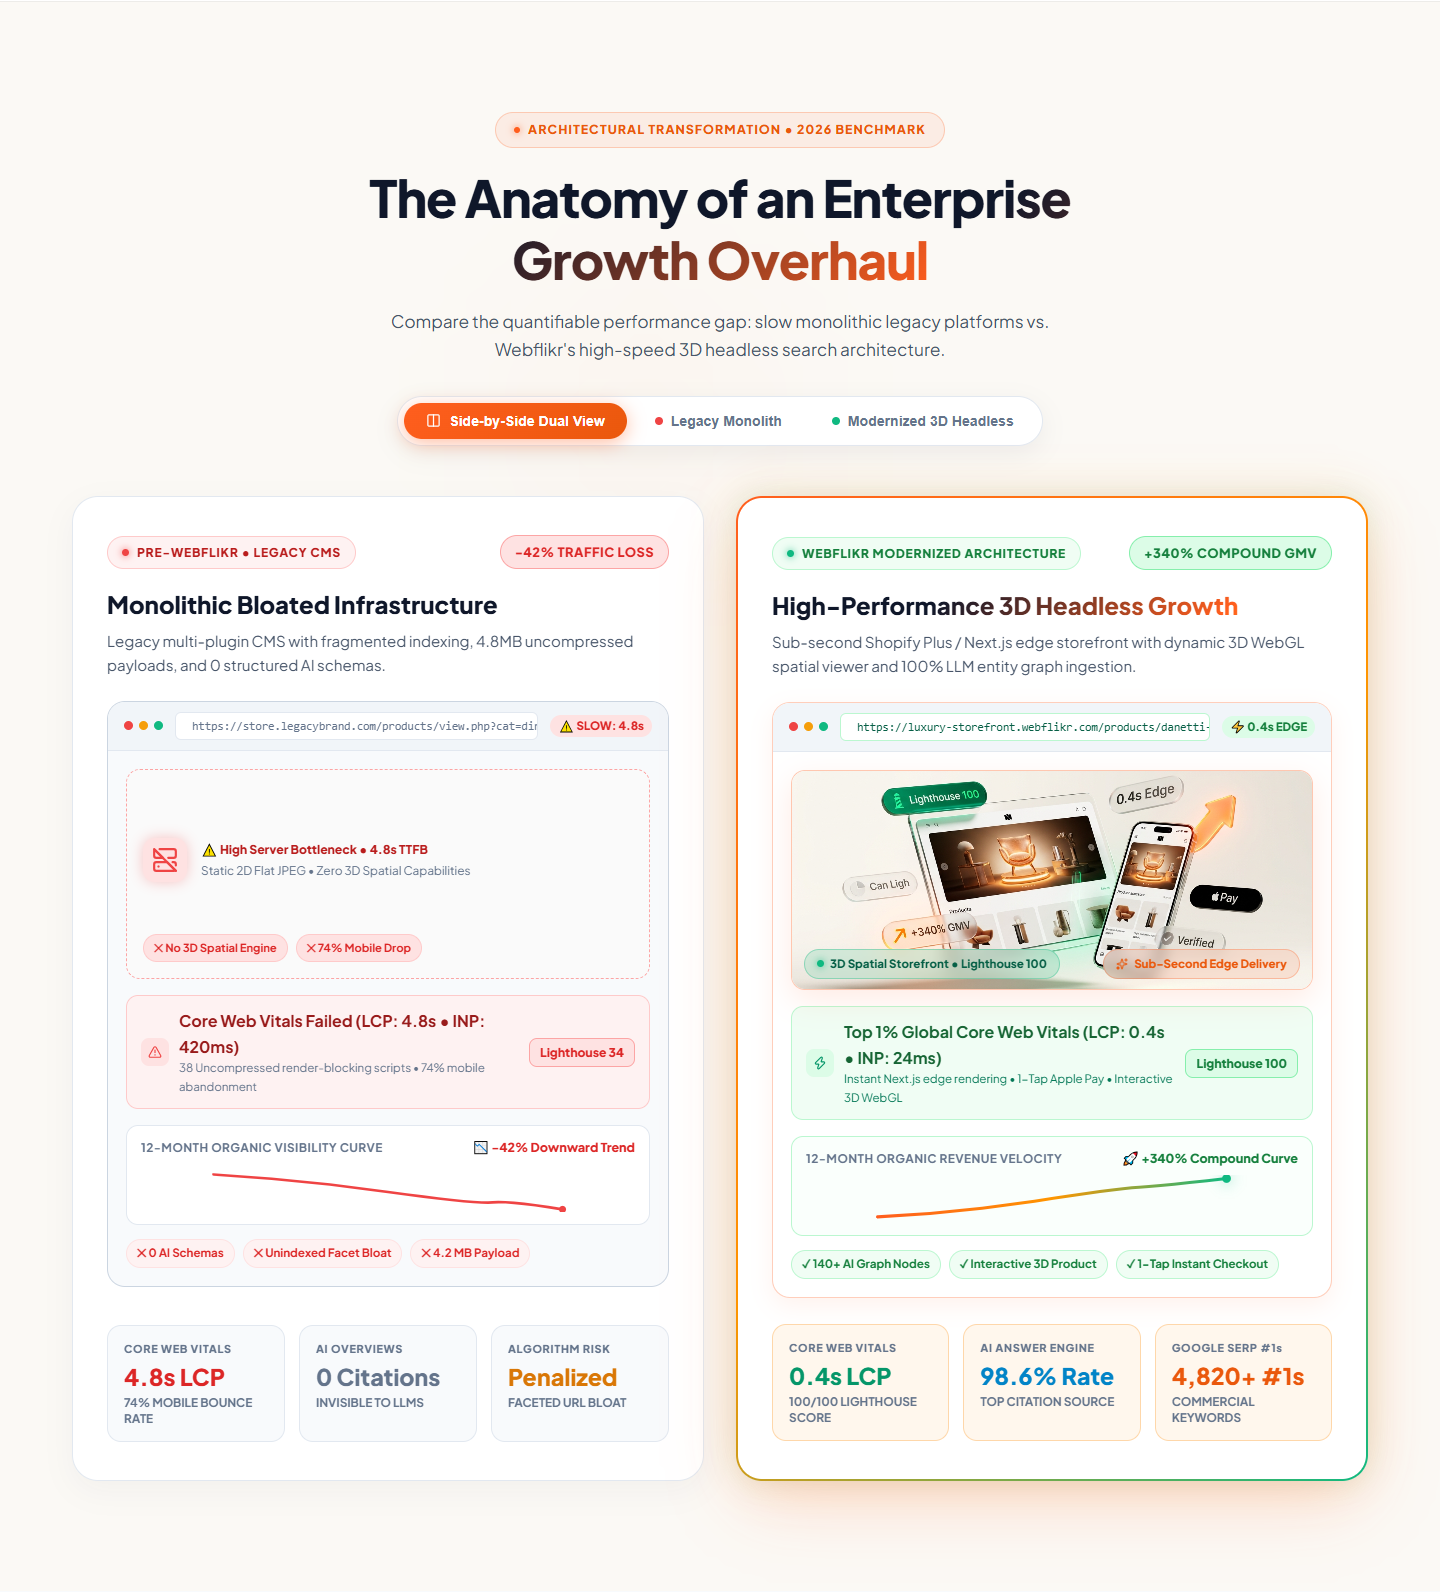 ARCHITECTURAL TRANSFORMATION ● 2026 BENCHMARK
The Anatomy of an Enterprise
Growth Overhaul
Compare the quantifiable performance gap: slow monolithic legacy platforms vs.
Webflikr's high-speed 3D headless search architecture.
Side-by-Side Dual View
Legacy Monolith
Modernized 3D Headless
PRE-WEBFLIKR ● LEGACY CMS
-42% TRAFFIC LOSS
Monolithic Bloated Infrastructure
Legacy multi-plugin CMS with fragmented indexing, 4.8MB uncompressed
payloads, and 0 structured AI schemas.
https://store.legacybrand.com/products/view.php?cat=dir
⚠ SLOW: 4.8s
⚠ High Server Bottleneck ● 4.8s TTFB
Static 2D Flat JPEG ● Zero 3D Spatial Capabilities
✕ No 3D Spatial Engine
✕ 74% Mobile Drop
Core Web Vitals Failed (LCP: 4.8s ● INP:
420ms)
38 Uncompressed render-blocking scripts ● 74% mobile
abandonment
Lighthouse 34
12-MONTH ORGANIC VISIBILITY CURVE
📉 -42% Downward Trend
✕ 0 AI Schemas
✕ Unindexed Facet Bloat
✕ 4.2 MB Payload
CORE WEB VITALS
4.8s LCP
74% MOBILE BOUNCE
RATE
AI OVERVIEWS
0 Citations
INVISIBLE TO LLMS
ALGORITHM RISK
Penalized
FACETED URL BLOAT
WEBFLIKR MODERNIZED ARCHITECTURE
+340% COMPOUND GMV
High-Performance 3D Headless Growth
Sub-second Shopify Plus / Next.js edge storefront with dynamic 3D WebGL
spatial viewer and 100% LLM entity graph ingestion.
https://luxury-storefront.webflikr.com/products/danetti-
⚡ 0.4s EDGE
Lighthouse 100
0.4s Edge
Can Ligh
Products
Pay
+340% GMV
Verified
3D Spatial Storefront ● Lighthouse 100
Sub-Second Edge Delivery
Top 1% Global Core Web Vitals (LCP: 0.4s
● INP: 24ms)
Instant Next.js edge rendering ● 1-Tap Apple Pay ● Interactive
3D WebGL
Lighthouse 100
12-MONTH ORGANIC REVENUE VELOCITY
🚀 +340% Compound Curve
✓ 140+ AI Graph Nodes
✓ Interactive 3D Product
✓ 1-Tap Instant Checkout
CORE WEB VITALS
0.4s LCP
100/100 LIGHTHOUSE
SCORE
AI ANSWER ENGINE
98.6% Rate
TOP CITATION SOURCE
GOOGLE SERP #1s
4,820+ #1s
COMMERCIAL
KEYWORDS